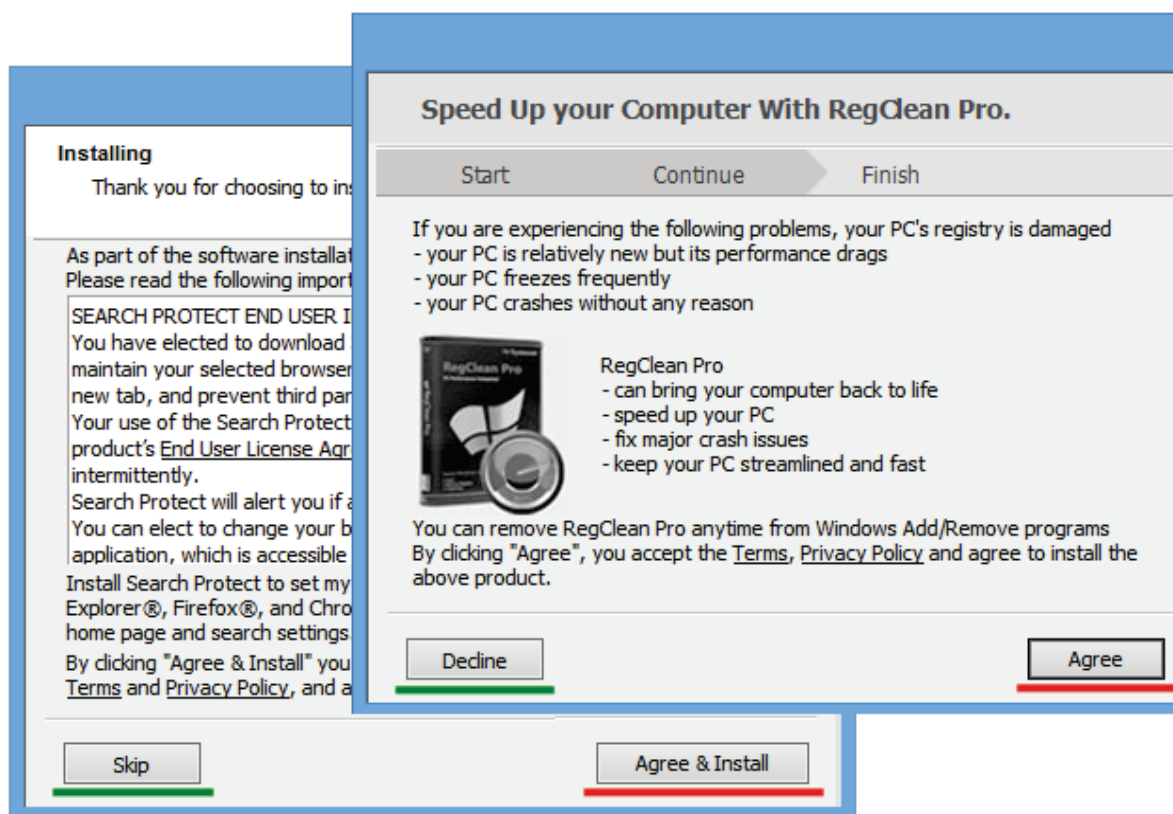 Installing
Thank you for choosing to ins
As part of the software installat
Please read the following import
SEARCH PROTECT END USER
You have elected to download
maintain your selected browser
new tab, and prevent third par
Your use of the Search Protect
product's End User License Agr
intermittently.
Search Protect will alert you if a
You can elect to change your b
application, which is accessible
Install Search Protect to set my
Explorer®, Firefox®, and Chro
home page and search settings.
By clicking "Agree & Install" you
Terms and Privacy Policy, and a
Skip
Agree & Install
Speed Up your Computer With RegClean Pro.
Start
Continue
Finish
If you are experiencing the following problems, your PC's registry is damaged
- your PC is relatively new but its performance drags
- your PC freezes frequently
- your PC crashes without any reason
RegClean Pro
RegClean Pro
- can bring your computer back to life
- speed up your PC
- fix major crash issues
- keep your PC streamlined and fast
You can remove RegClean Pro anytime from Windows Add/Remove programs
By clicking "Agree", you accept the Terms, Privacy Policy and agree to install the
above product.
Decline
Agree